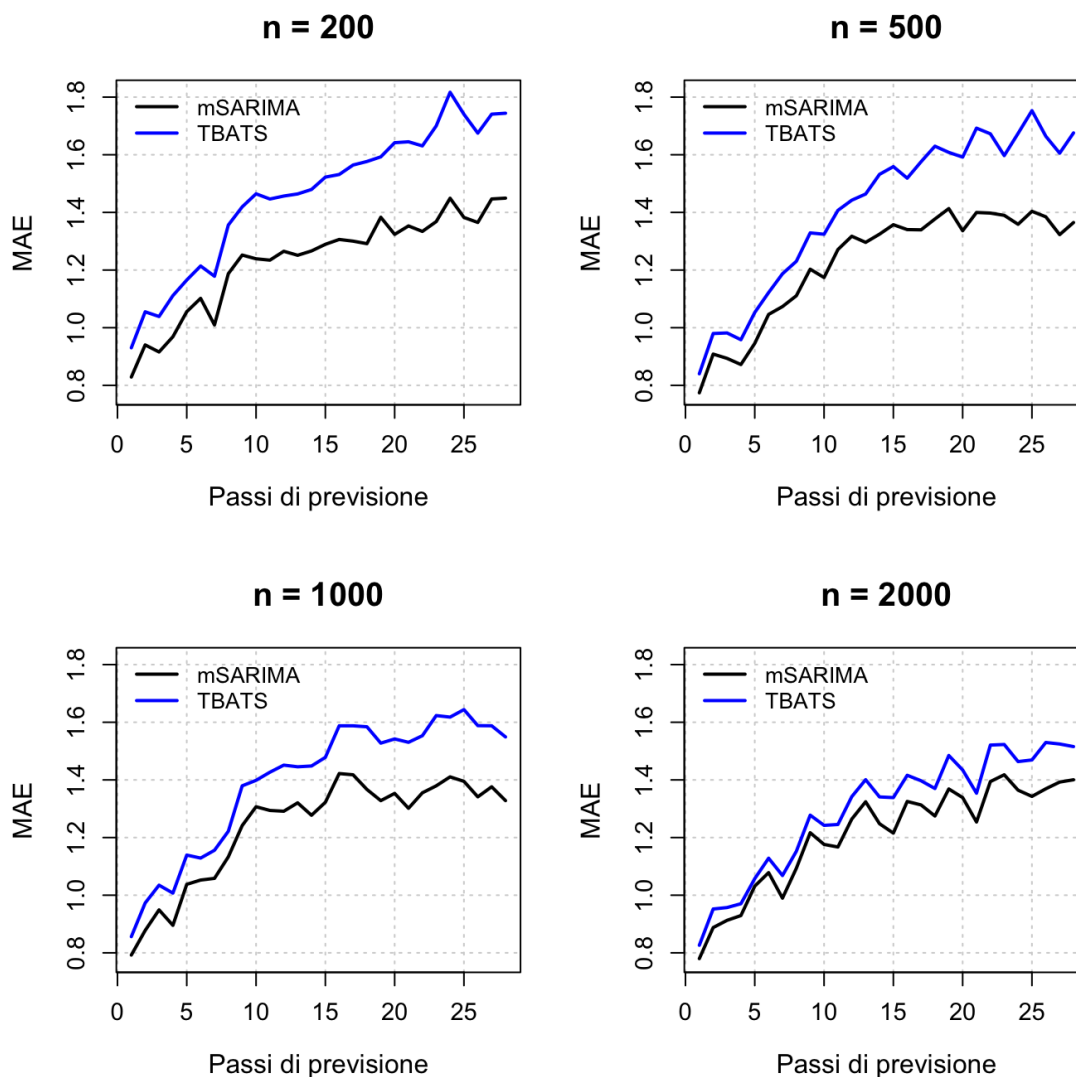 n = 200
mSARIMA
TBATS
MAE
0.8 1.0 1.2 1.4 1.6 1.8
0 5 10 15 20 25
Passi di previsione
n = 500
mSARIMA
TBATS
MAE
0.8 1.0 1.2 1.4 1.6 1.8
0 5 10 15 20 25
Passi di previsione
n = 1000
mSARIMA
TBATS
MAE
0.8 1.0 1.2 1.4 1.6 1.8
0 5 10 15 20 25
Passi di previsione
n = 2000
mSARIMA
TBATS
MAE
0.8 1.0 1.2 1.4 1.6 1.8
0 5 10 15 20 25
Passi di previsione